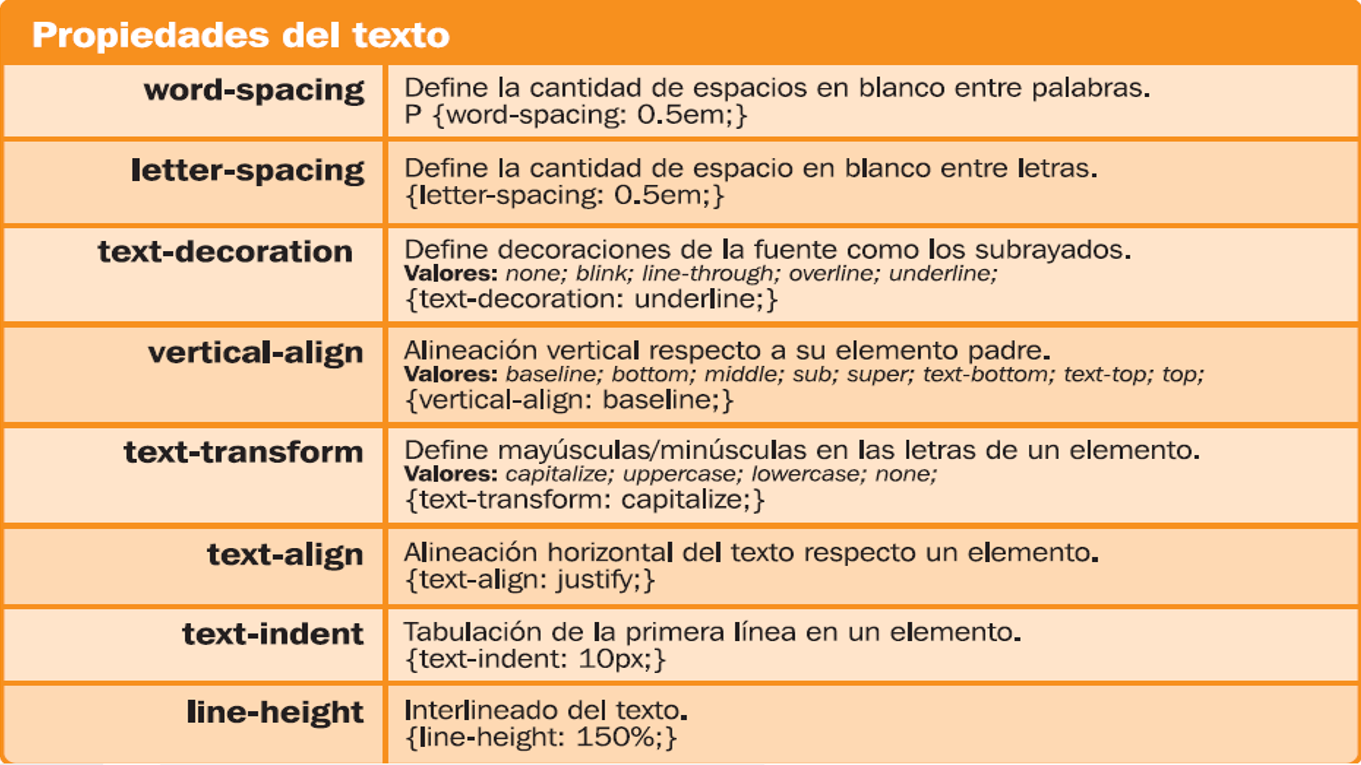 Propiedades del texto
word-spacing
Define la cantidad de espacios en blanco entre palabras.
P {word-spacing: 0.5em;}
letter-spacing
Define la cantidad de espacio en blanco entre letras.
{letter-spacing: 0.5em;}
text-decoration
Define decoraciones de la fuente como los subrayados.
Valores: none; blink; line-through; overline; underline;
{text-decoration: underline;}
vertical-align
Alineación vertical respecto a su elemento padre.
Valores: baseline; bottom; middle; sub; super; text-bottom; text-top; top;
{vertical-align: baseline;}
text-transform
Define mayúsculas/minúsculas en las letras de un elemento.
Valores: capitalize; uppercase; lowercase; none;
{text-transform: capitalize;}
text-align
Alineación horizontal del texto respecto un elemento.
{text-align: justify;}
text-indent
Tabulación de la primera línea en un elemento.
{text-indent: 10px;}
line-height
Interlineado del texto.
{line-height: 150%;}